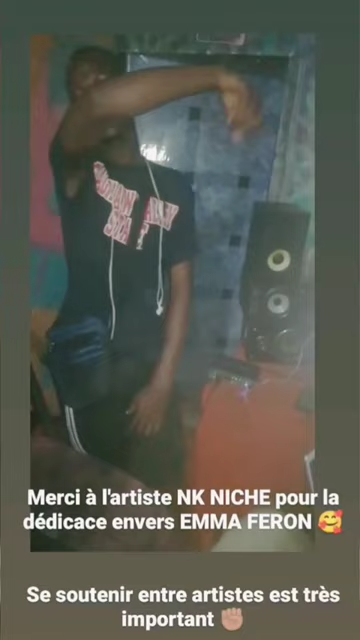 Merci à l'artiste NK NICHE pour la
dédicace envers EMMA FERON 🥰
Se soutenir entre artistes est très
important ✊🏽